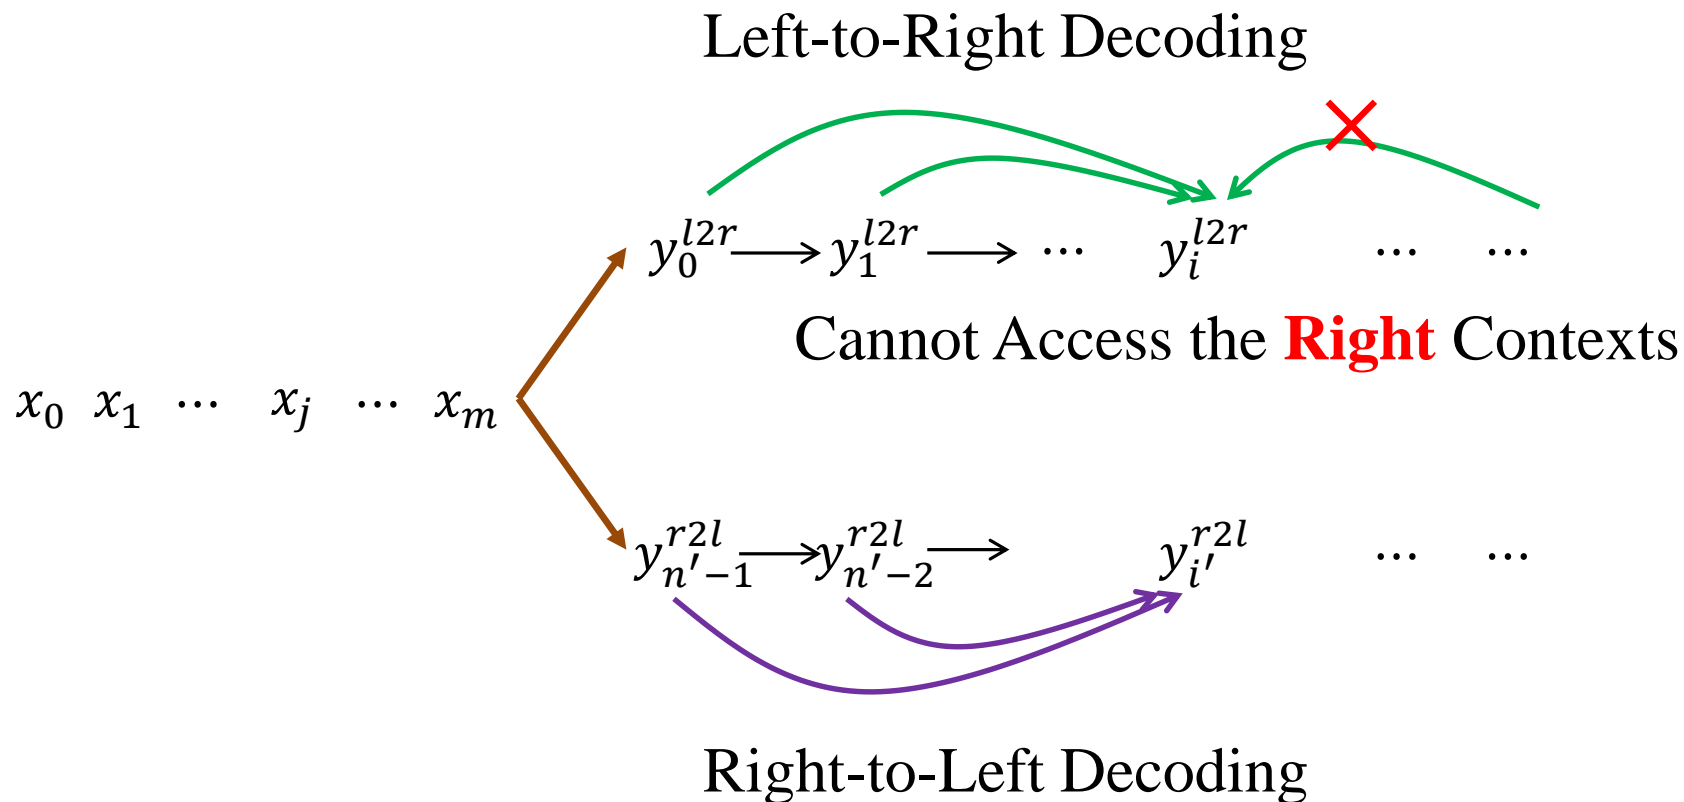 Left-to-Right Decoding
y_0^{l2r} y_1^{l2r} ⋯ y_i^{l2r} ⋯ ⋯
Cannot Access the Right Contexts
x_0 x_1 ⋯ x_j ⋯ x_m
y_{n'-1}^{r2l} y_{n'-2}^{r2l} y_{i'}^{r2l} ⋯ ⋯
Right-to-Left Decoding